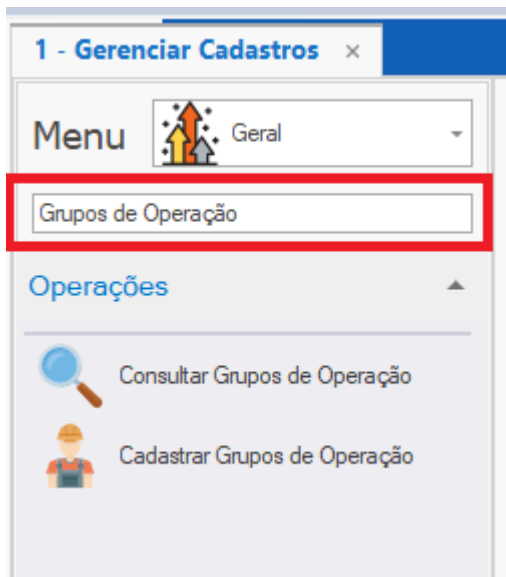 1 - Gerenciar Cadastros ×
Menu
Geral
Grupos de Operação
Operações
Consultar Grupos de Operação
Cadastrar Grupos de Operação